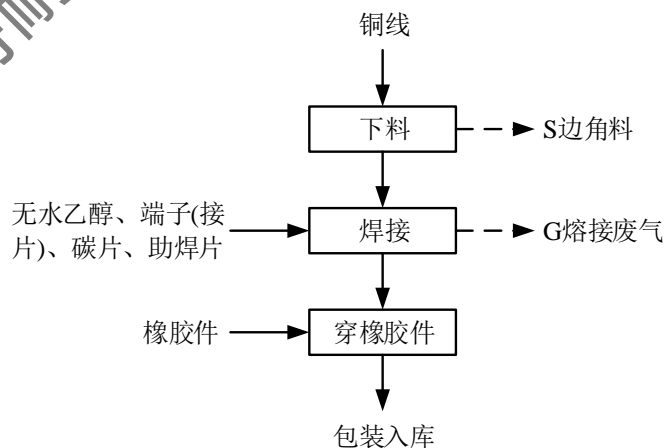 铜线
下料
S边角料
无水乙醇、端子(接
片)、碳片、助焊片
焊接
G熔接废气
橡胶件
穿橡胶件
包装入库